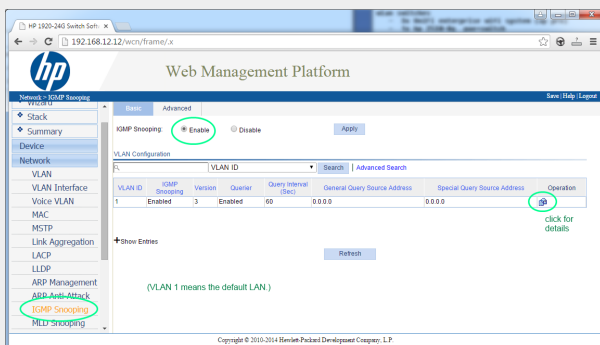 HP 1920-24G Switch Soft
192.168.12.12/wcn/frame/.x
hp
Web Management Platform
Network > IGMP Snooping
Save | Help | Logout
Wizard
Stack
Summary
Device
Network
VLAN
VLAN Interface
Voice VLAN
MAC
MSTP
Link Aggregation
LACP
LLDP
ARP Management
ARP Anti-Attack
IGMP Snooping
MLD Snooping
Basic Advanced
IGMP Snooping: Enable Disable Apply
VLAN Configuration
VLAN ID Search | Advanced Search
VLAN ID IGMP Snooping Version Querier Query Interval (Sec) General Query Source Address Special Query Source Address Operation
1 Enabled 3 Enabled 60 0.0.0.0 0.0.0.0
click for
details
+Show Entries
Refresh
(VLAN 1 means the default LAN.)
Copyright © 2010-2014 Hewlett-Packard Development Company, L.P.